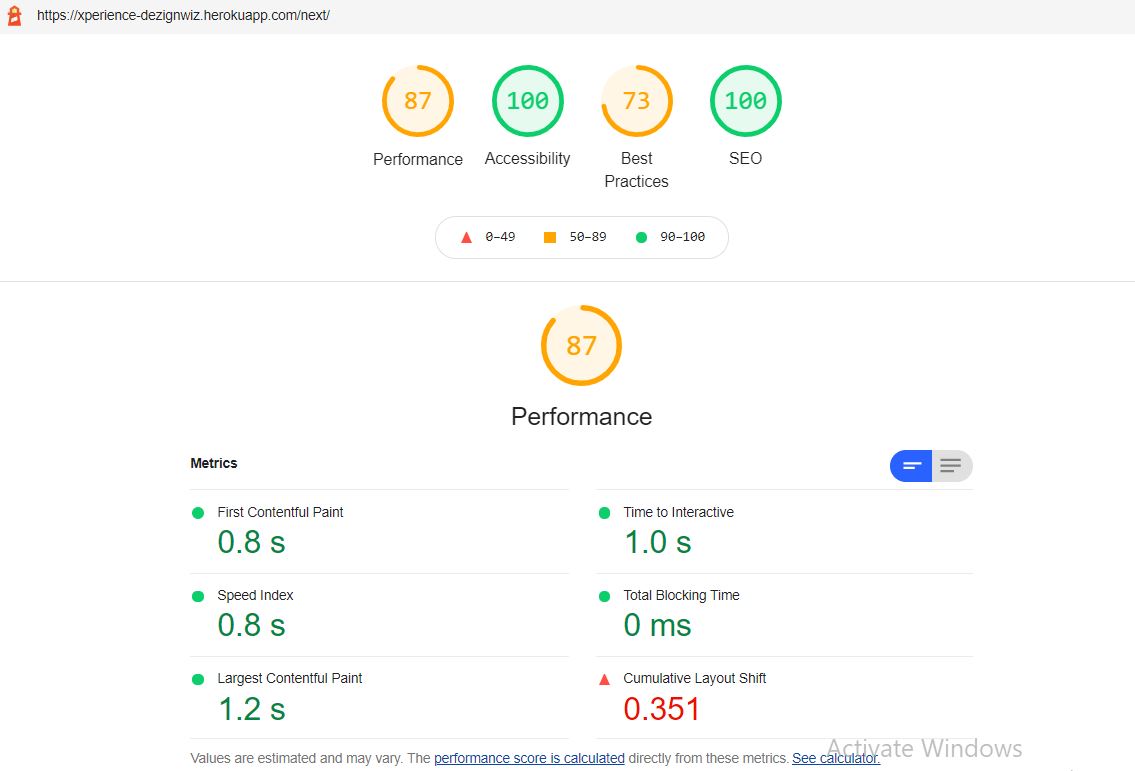 https://xperience-dezignwiz.herokuapp.com/next/
87 100 73 100
Performance Accessibility Best Practices SEO
0–49 50–89 90–100
87
Performance
Metrics
First Contentful Paint
0.8 s
Time to Interactive
1.0 s
Speed Index
0.8 s
Total Blocking Time
0 ms
Largest Contentful Paint
1.2 s
Cumulative Layout Shift
0.351
Values are estimated and may vary. The performance score is calculated directly from these metrics. See calculator.
Activate Windows